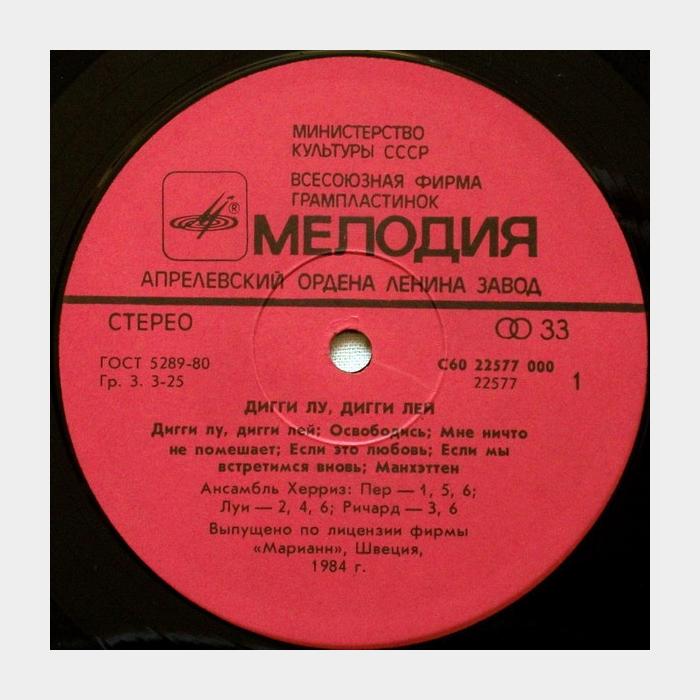 МИНИСТЕРСТВО
КУЛЬТУРЫ СССР
ВСЕСОЮЗНАЯ ФИРМА
ГРАМПЛАСТИНОК
®
МЕЛОДИЯ
АПРЕЛЕВСКИЙ ОРДЕНА ЛЕНИНА ЗАВОД
СТЕРЕО
33
ГОСТ 5289-80
Гр. 3. 3-25
С60 22577 000
22577 1
ДИГГИ ЛУ, ДИГГИ ЛЕЙ
Дигги лу, дигги лей; Освободись; Мне ничто
не помешает; Если это любовь; Если мы
встретимся вновь; Манхэттен
Ансамбль Херриз: Пер — 1, 5, 6;
Луи — 2, 4, 6; Ричард — 3, 6
Выпущено по лицензии фирмы
«Марианн», Швеция,
1984 г.